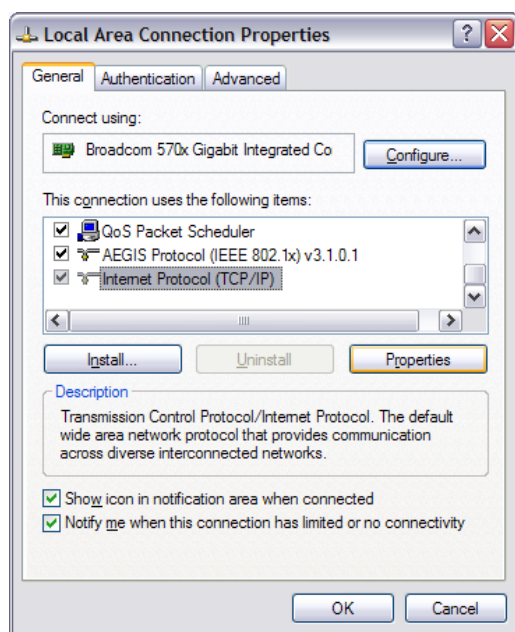 Local Area Connection Properties
General Authentication Advanced
Connect using:
Broadcom 570x Gigabit Integrated Co
Configure...
This connection uses the following items:
QoS Packet Scheduler
AEGIS Protocol (IEEE 802.1x) v3.1.0.1
Internet Protocol (TCP/IP)
Install... Uninstall Properties
Description
Transmission Control Protocol/Internet Protocol. The default
wide area network protocol that provides communication
across diverse interconnected networks.
Show icon in notification area when connected
Notify me when this connection has limited or no connectivity
OK Cancel